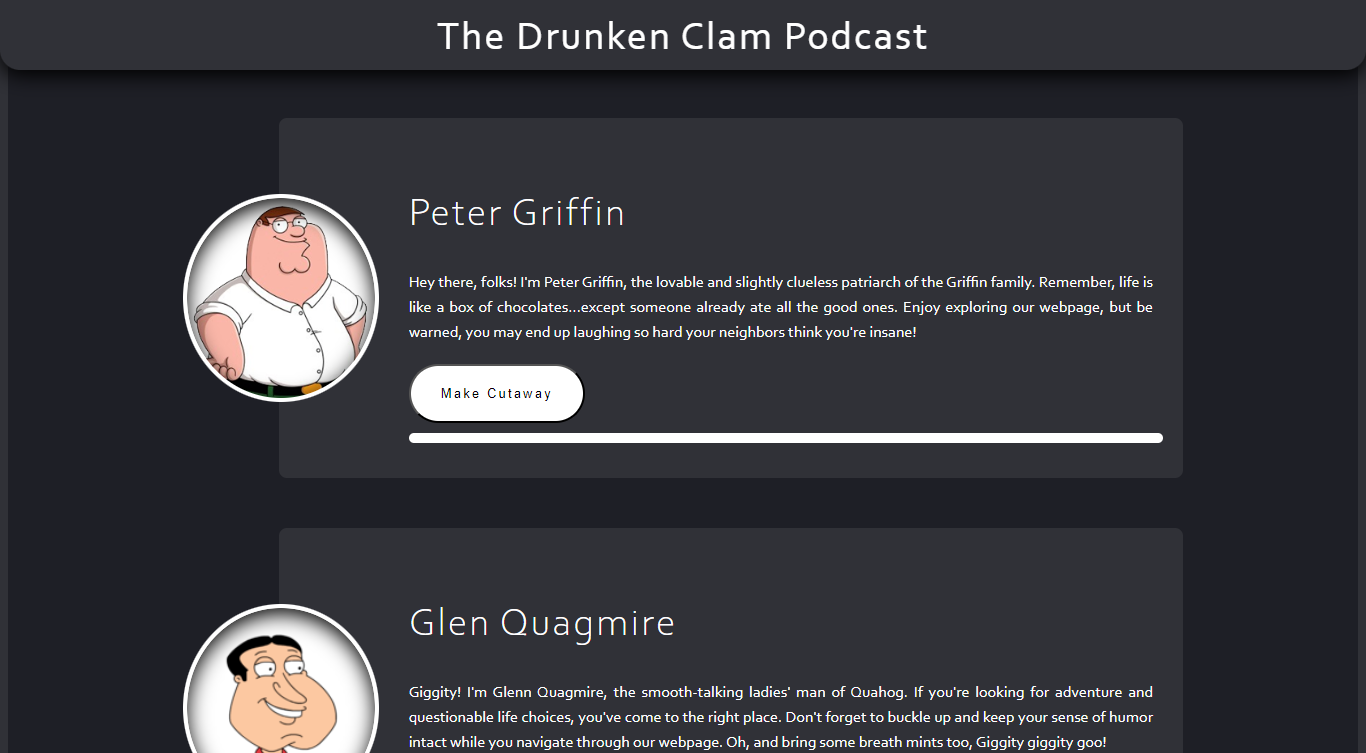 The Drunken Clam Podcast
Peter Griffin
Hey there, folks! I'm Peter Griffin, the lovable and slightly clueless patriarch of the Griffin family. Remember, life is
like a box of chocolates...except someone already ate all the good ones. Enjoy exploring our webpage, but be
warned, you may end up laughing so hard your neighbors think you're insane!
Make Cutaway
Glen Quagmire
Giggity! I'm Glenn Quagmire, the smooth-talking ladies' man of Quahog. If you're looking for adventure and
questionable life choices, you've come to the right place. Don't forget to buckle up and keep your sense of humor
intact while you navigate through our webpage. Oh, and bring some breath mints too, Giggity giggity goo!